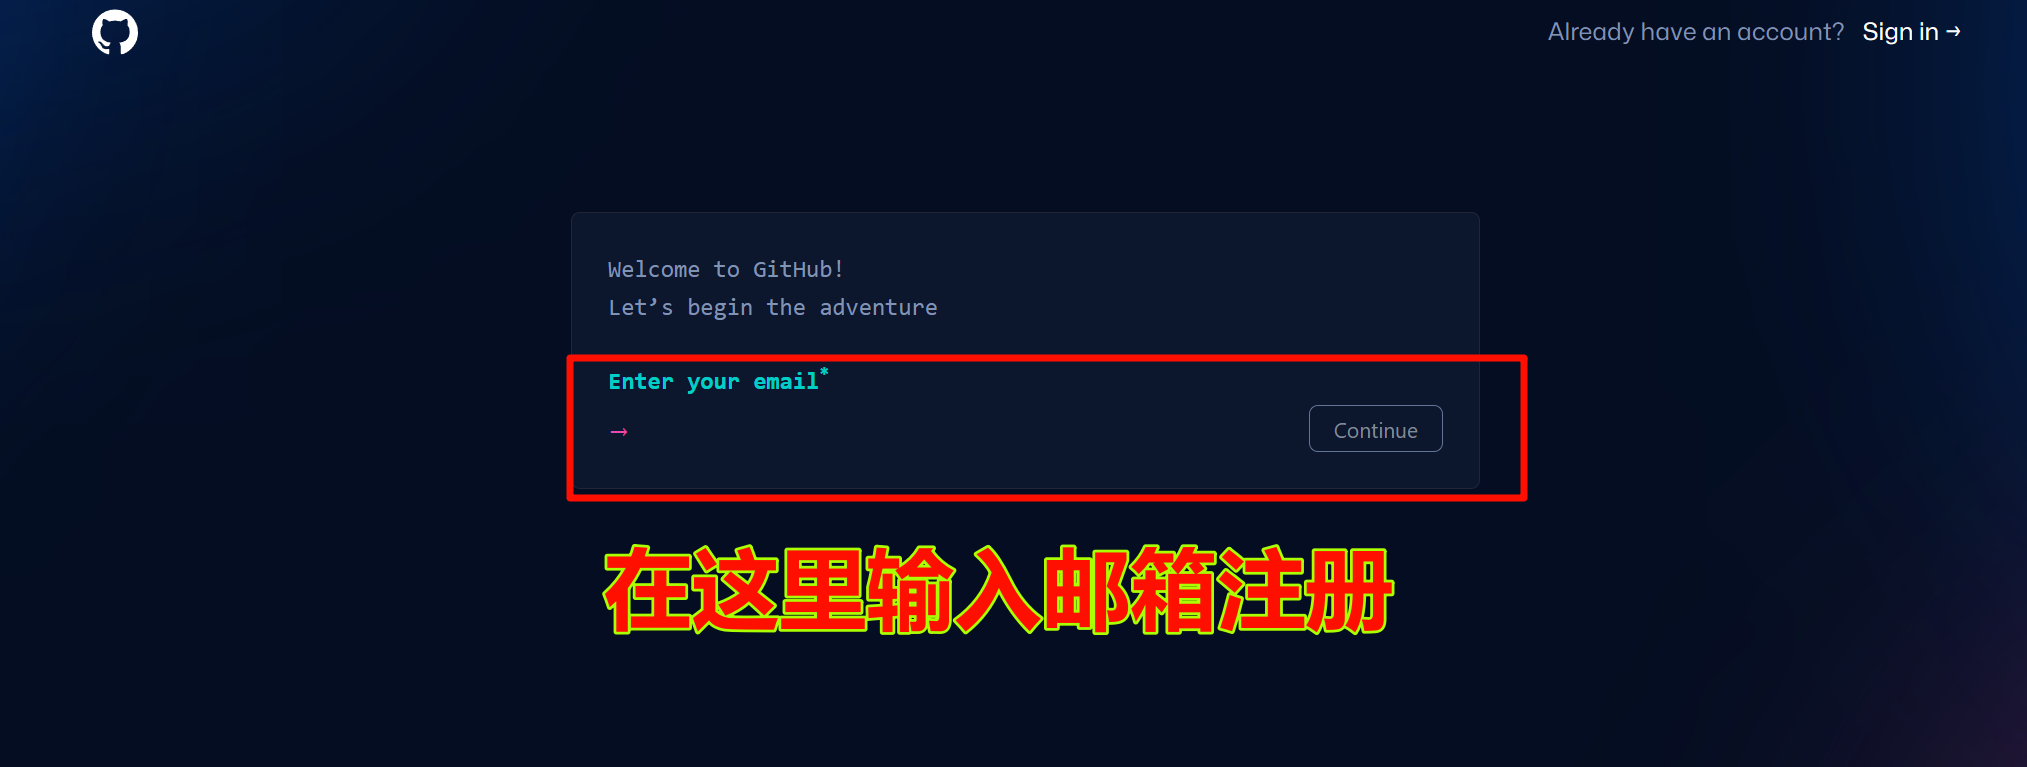 Already have an account? Sign in →
Welcome to GitHub!
Let’s begin the adventure
Enter your email*
→
Continue
在这里输入邮箱注册